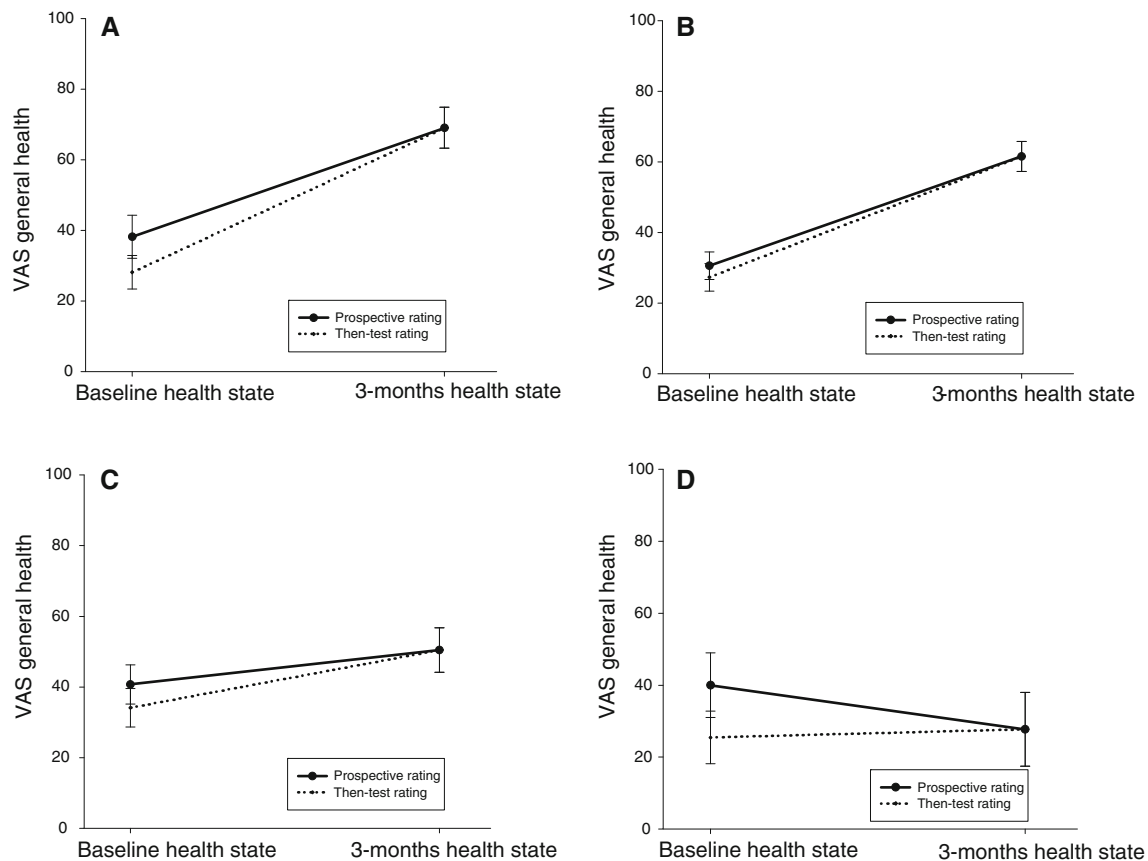 A
100
80
60
40
20
0
VAS general health
Prospective rating
Then-test rating
Baseline health state
3-months health state
B
100
80
60
40
20
0
VAS general health
Prospective rating
Then-test rating
Baseline health state
3-months health state
C
100
80
60
40
20
0
VAS general health
Prospective rating
Then-test rating
Baseline health state
3-months health state
D
100
80
60
40
20
0
VAS general health
Prospective rating
Then-test rating
Baseline health state
3-months health state